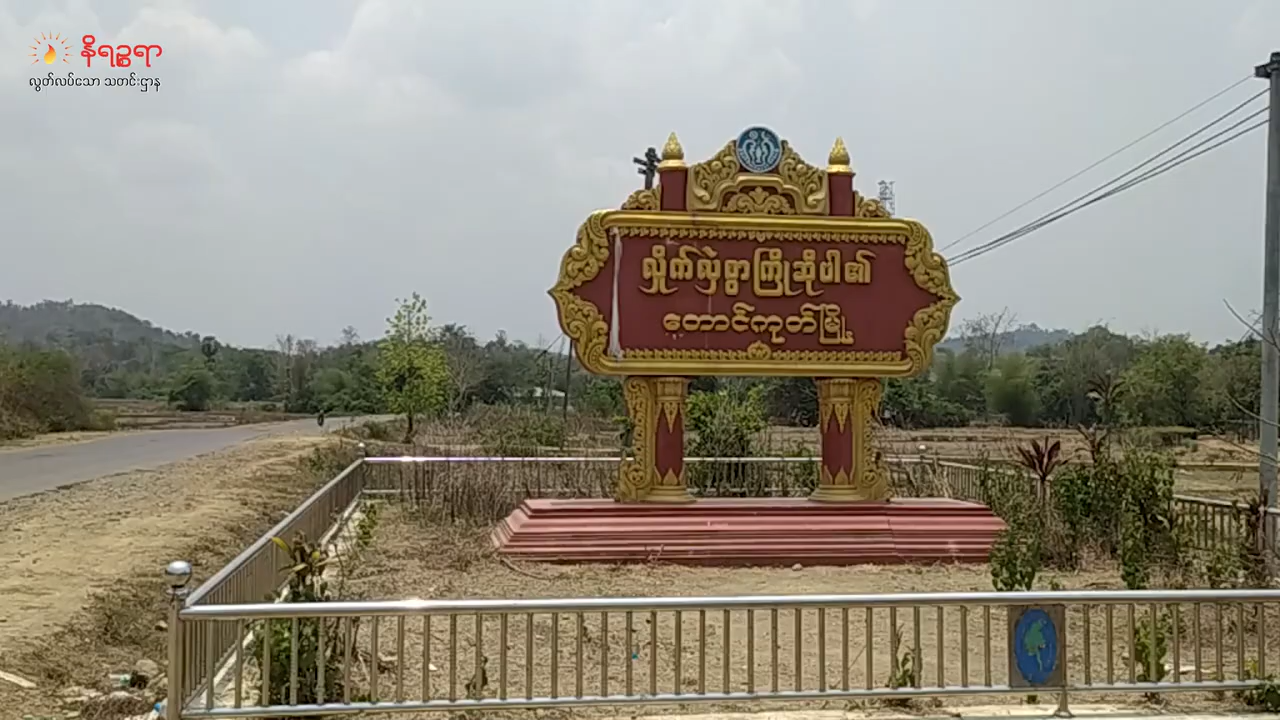 နိရဉ္စရာ
လွတ်လပ်သော သတင်းဌာန
လှိုက်လှဲစွာကြိုဆိုပါ၏
တောင်ကုတ်မြို့